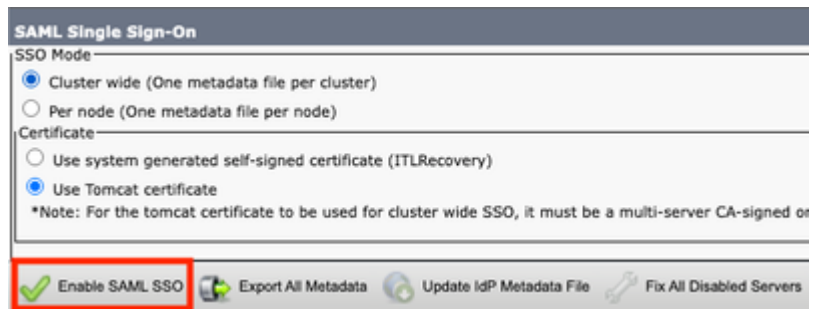 SAML Single Sign-On
SSO Mode
Cluster wide (One metadata file per cluster)
Per node (One metadata file per node)
Certificate
Use system generated self-signed certificate (ITLRecovery)
Use Tomcat certificate
*Note: For the tomcat certificate to be used for cluster wide SSO, it must be a multi-server CA-signed
Enable SAML SSO Export All Metadata Update IdP Metadata File Fix All Disabled Servers